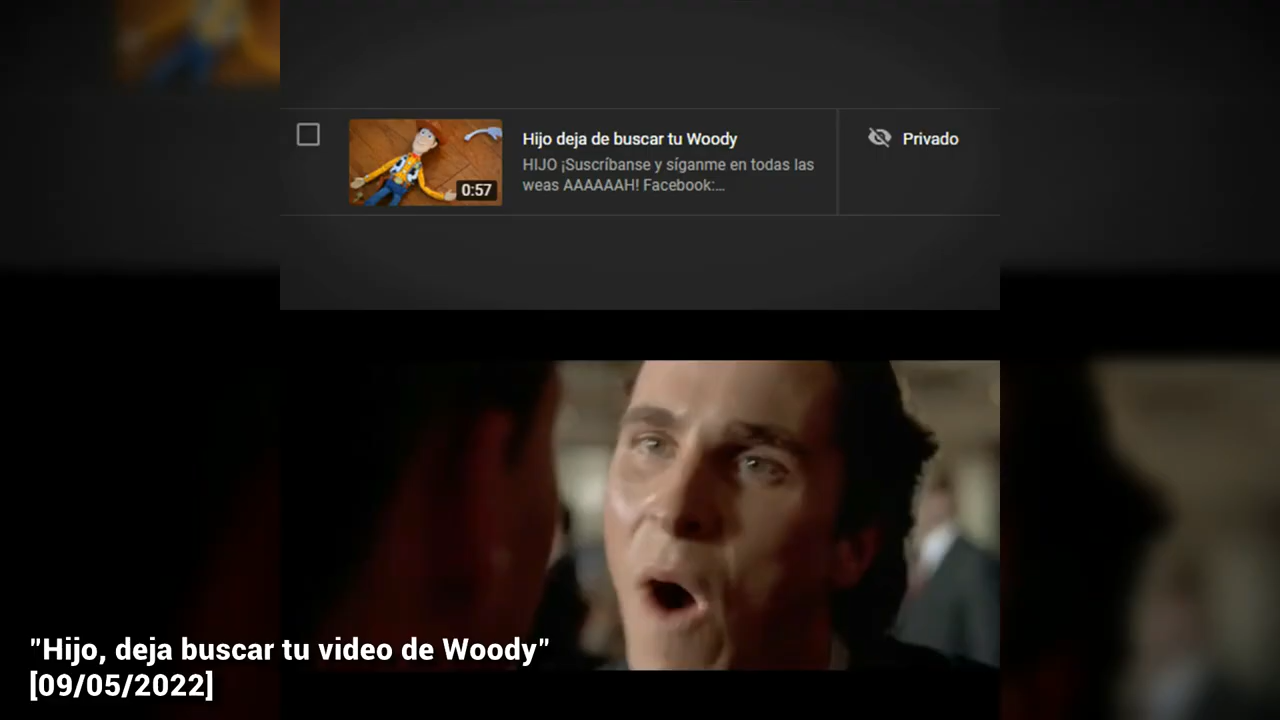 Hijo deja de buscar tu Woody
Privado
HIJO ¡Suscríbanse y síganme en todas las
weas AAAAAAH! Facebook:...
0:57
"Hijo, deja buscar tu video de Woody"
[09/05/2022]